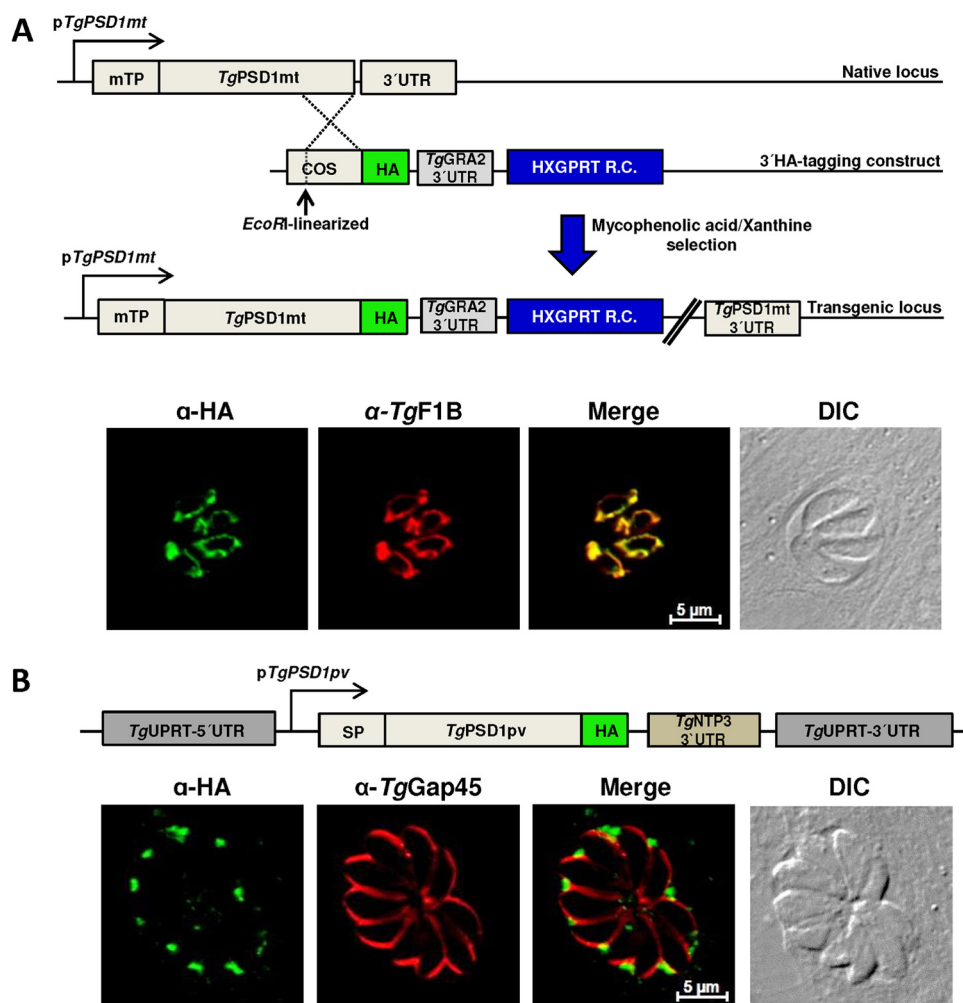 A
pTgPSD1mt
mTP TgPSD1mt 3´UTR Native locus
COS HA TgGRA2 3´UTR HXGPRT R.C. 3´HA-tagging construct
EcoRI-linearized
Mycophenolic acid/Xanthine
selection
pTgPSD1mt
mTP TgPSD1mt HA TgGRA2 3´UTR HXGPRT R.C. TgPSD1mt 3´UTR Transgenic locus
α-HA α-TgF1B Merge DIC
5 µm
B
pTgPSD1pv
TgUPRT-5´UTR SP TgPSD1pv HA TgNTP3 3`UTR TgUPRT-3´UTR
α-HA α-TgGap45 Merge DIC
5 µm